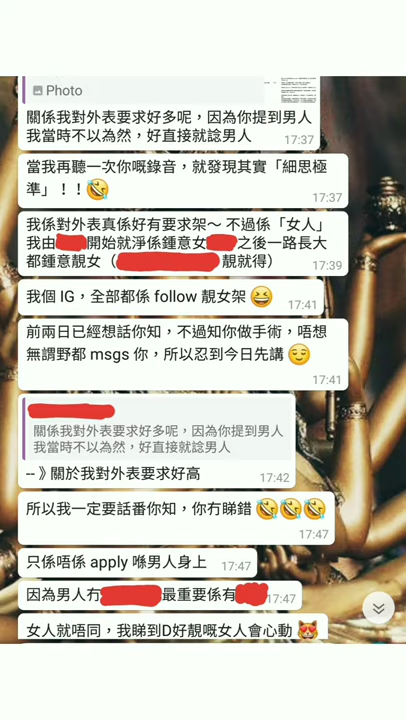 Photo
關係我對外表要求好多呢，因為你提到男人
我當時不以為然，好直接就諗男人
17:37
當我再聽一次你嘅錄音，就發現其實「細思極
準」！！🤣
17:37
我係對外表真係好有要求架～ 不過係「女人」
我由 開始就淨係鍾意女 之後一路長大
都鍾意靚女（ 靚就得）
17:39
我個 IG，全部都係 follow 靚女架 😆
17:41
前兩日已經想話你知，不過知你做手術，唔想
無謂野都 msgs 你，所以忍到今日先講 😌
17:41
關係我對外表要求好多呢，因為你提到男人
我當時不以為然，好直接就諗男人
--》關於我對外表要求好高
17:42
所以我一定要話番你知，你冇睇錯 🤣🤣🤣
17:47
只係唔係 apply 喺男人身上
17:47
因為男人冇 最重要係有
17:47
女人就唔同，我睇到D好靚嘅女人會心動 😻